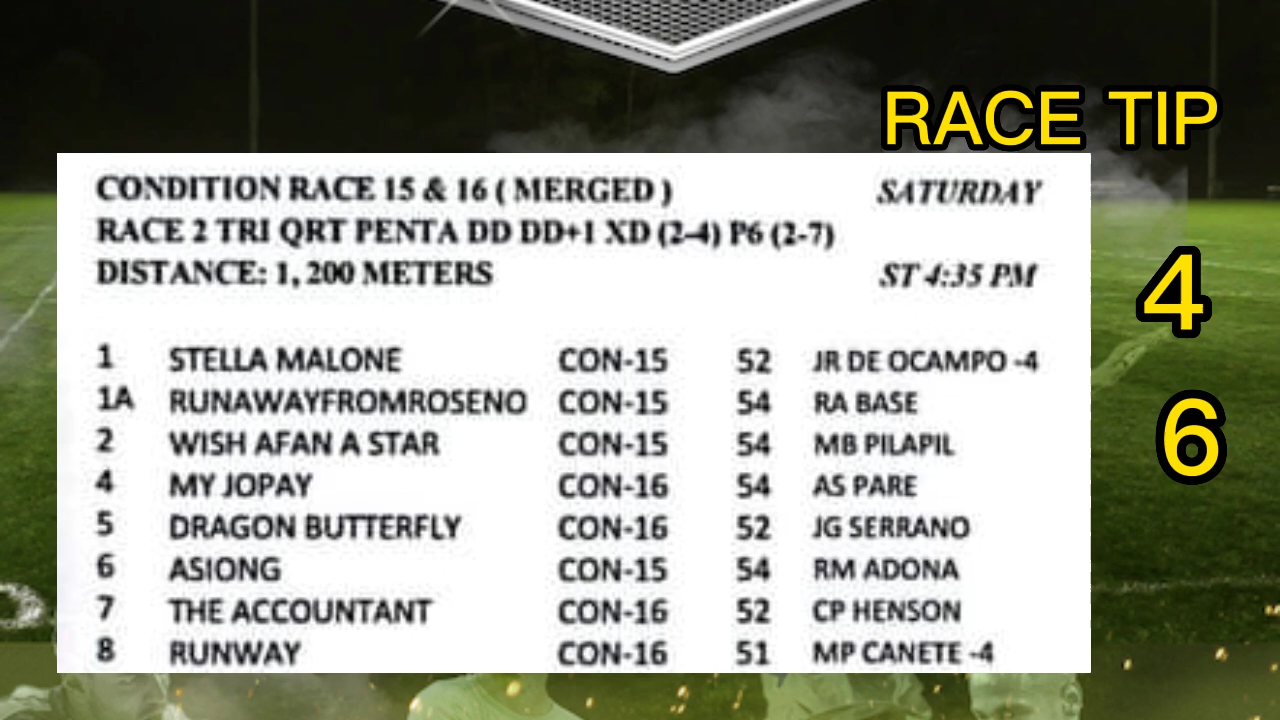 RACE TIP
CONDITION RACE 15 & 16 ( MERGED ) SATURDAY
RACE 2 TRI QRT PENTA DD DD+1 XD (2-4) P6 (2-7)
DISTANCE: 1, 200 METERS ST 4:35 PM
1 STELLA MALONE CON-15 52 JR DE OCAMPO -4
1A RUNAWAYFROMROSENO CON-15 54 RA BASE
2 WISH AFAN A STAR CON-15 54 MB PILAPIL
4 MY JOPAY CON-16 54 AS PARE
5 DRAGON BUTTERFLY CON-16 52 JG SERRANO
6 ASIONG CON-15 54 RM ADONA
7 THE ACCOUNTANT CON-16 52 CP HENSON
8 RUNWAY CON-16 51 MP CANETE -4
4
6